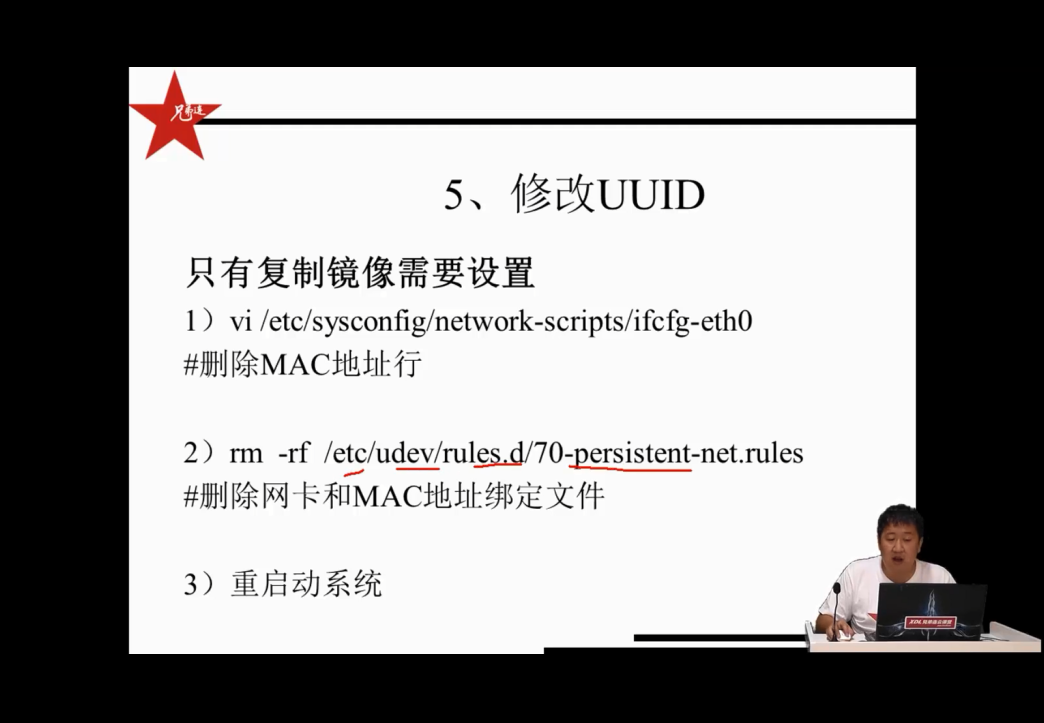 兄弟连
5、修改UUID
只有复制镜像需要设置
1）vi /etc/sysconfig/network-scripts/ifcfg-eth0
#删除MAC地址行
2）rm -rf /etc/udev/rules.d/70-persistent-net.rules
#删除网卡和MAC地址绑定文件
3）重启动系统